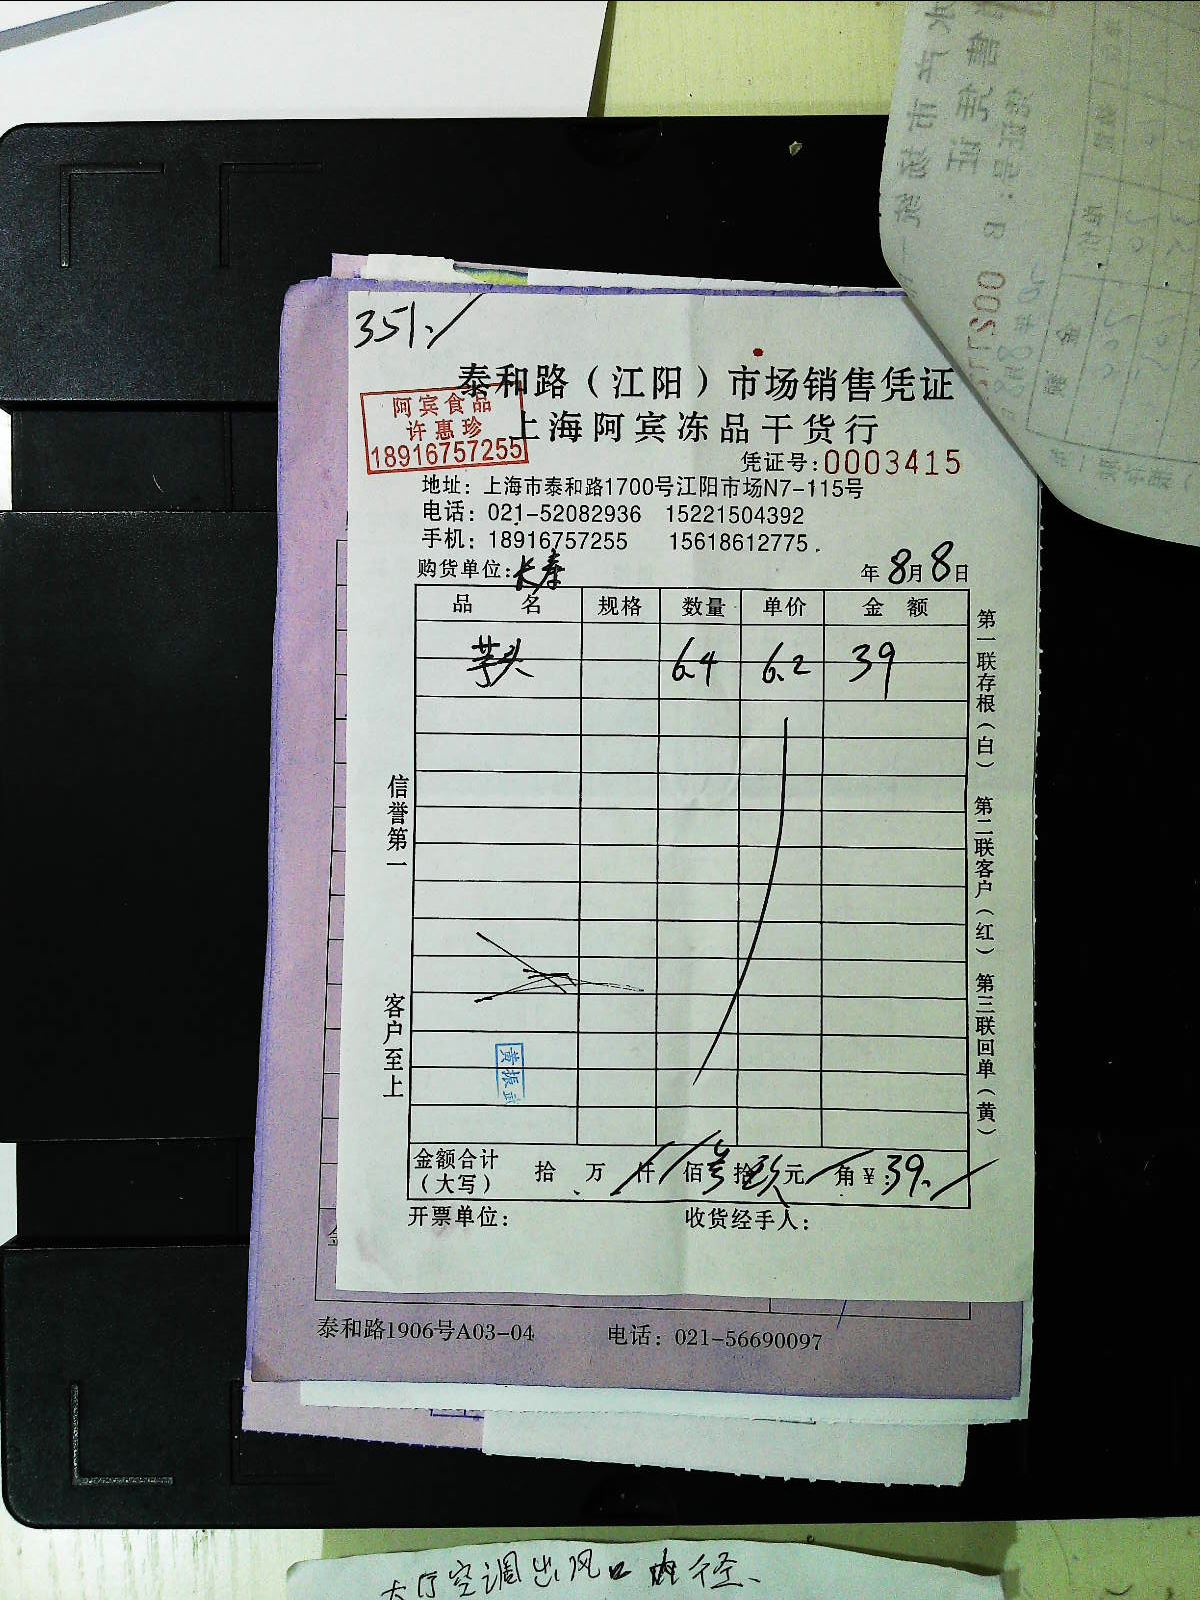 351.
泰和路（江阳）市场销售凭证
阿宾食品
许惠珍
18916757255
上海阿宾冻品干货行
凭证号:0003415
地址：上海市泰和路1700号江阳市场N7-115号
电话：021-52082936 15221504392
手机：18916757255 15618612775.
购货单位:长泰 年8月8日
品 名 规格 数量 单价 金 额
芋头 6.4 6.2 39
信誉第一
客户至上
第一联存根（白） 第二联客户（红） 第三联回单（黄）
黄振武
金额合计（大写） 拾 万 仟 佰 叁拾玖元 角 ¥:39.
开票单位： 收货经手人：
泰和路1906号A03-04 电话：021-56690097
大厅空调出风口内径、